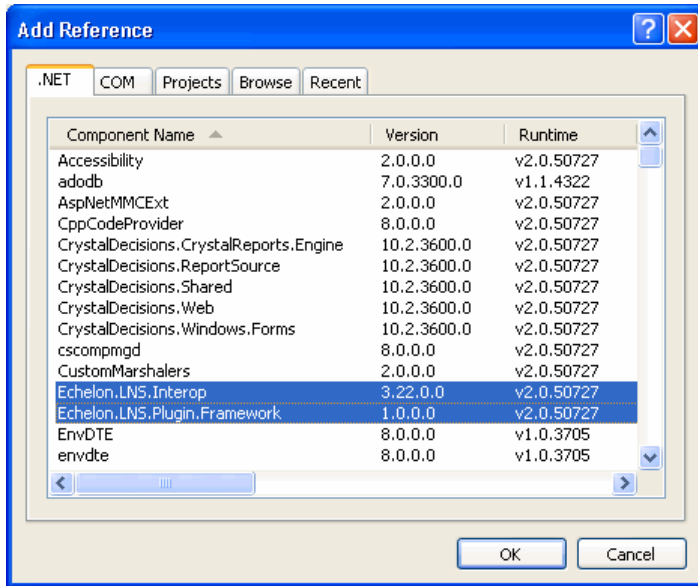 Add Reference
.NET COM Projects Browse Recent
Component Name Version Runtime
Accessibility 2.0.0.0 v2.0.50727
adodb 7.0.3300.0 v1.1.4322
AspNetMMCExt 2.0.0.0 v2.0.50727
CppCodeProvider 8.0.0.0 v2.0.50727
CrystalDecisions.CrystalReports.Engine 10.2.3600.0 v2.0.50727
CrystalDecisions.ReportSource 10.2.3600.0 v2.0.50727
CrystalDecisions.Shared 10.2.3600.0 v2.0.50727
CrystalDecisions.Web 10.2.3600.0 v2.0.50727
CrystalDecisions.Windows.Forms 10.2.3600.0 v2.0.50727
cscompmgd 8.0.0.0 v2.0.50727
CustomMarshalers 2.0.0.0 v2.0.50727
Echelon.LNS.Interop 3.22.0.0 v2.0.50727
Echelon.LNS.Plugin.Framework 1.0.0.0 v2.0.50727
EnvDTE 8.0.0.0 v1.0.3705
envdte 8.0.0.0 v1.0.3705
OK Cancel